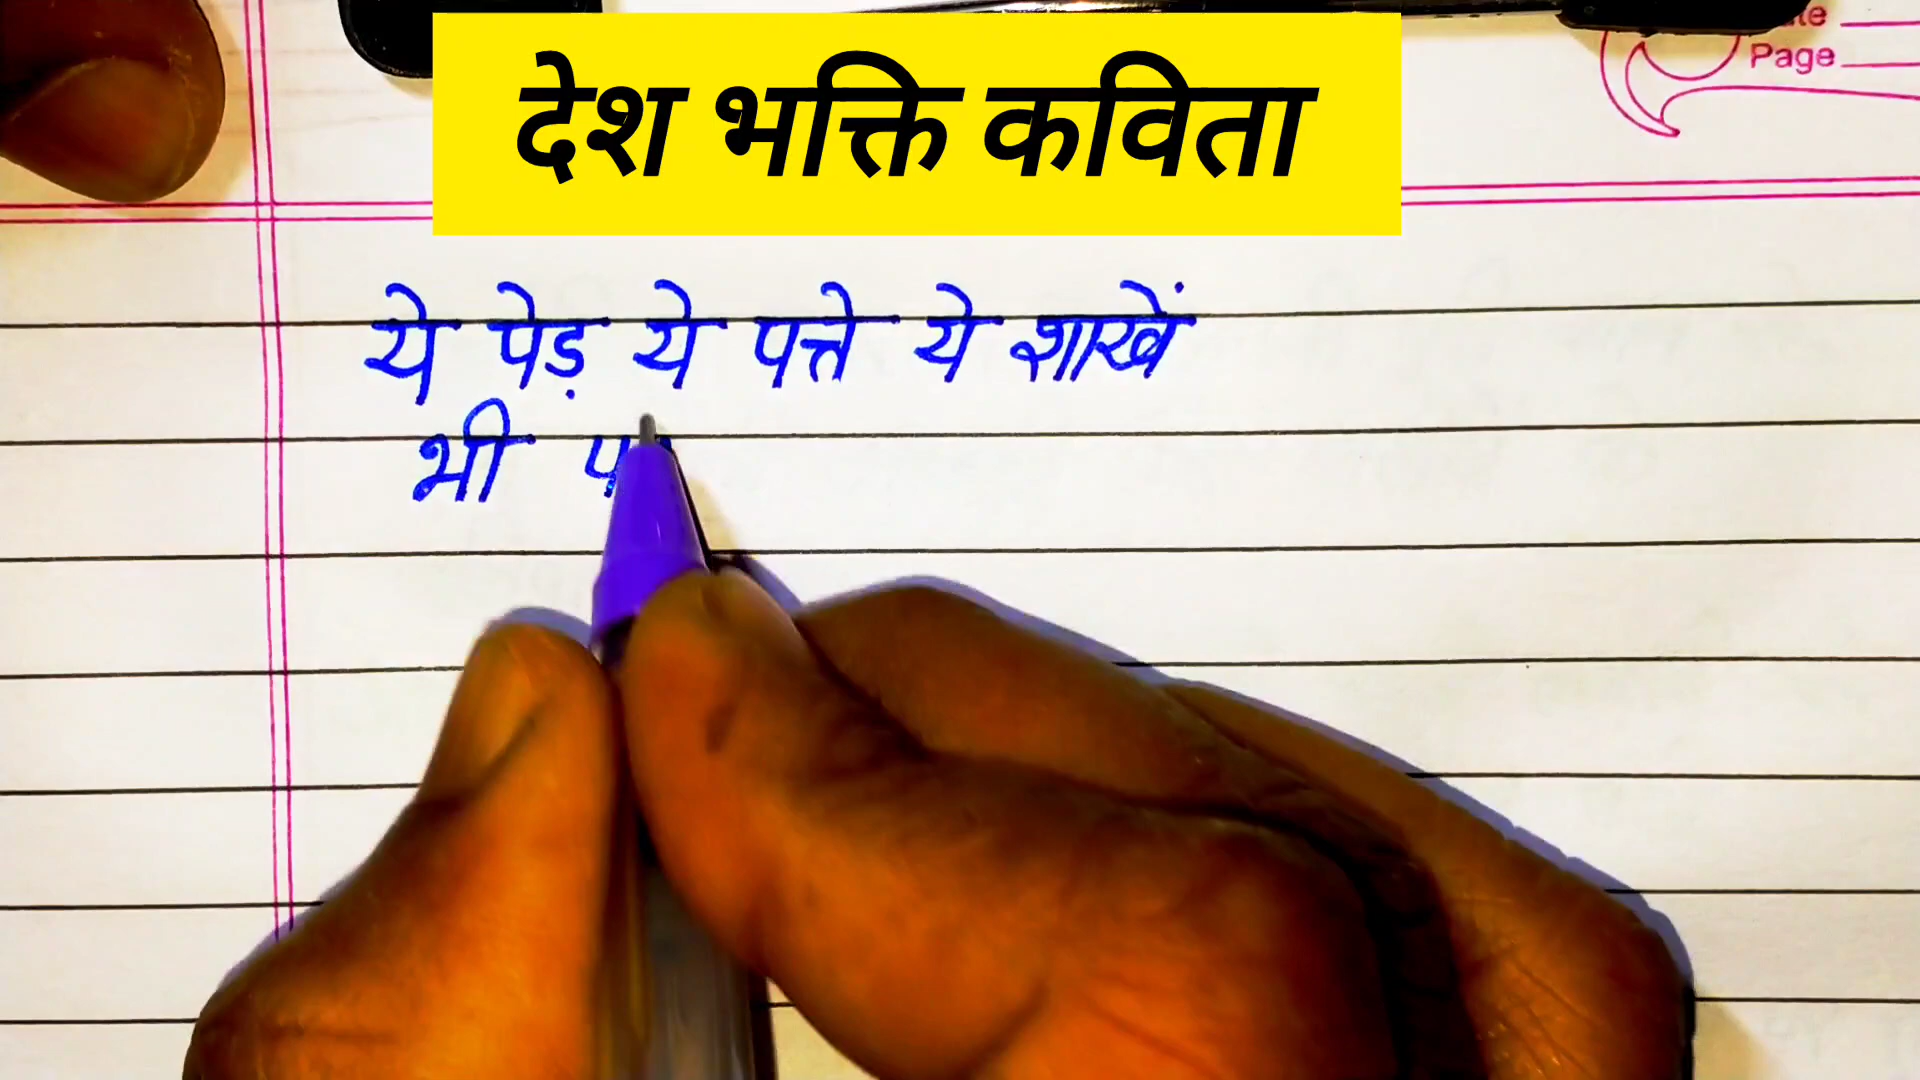 Page
देश भक्ति कविता
ये पेड़ ये पत्ते ये शाखें
भी